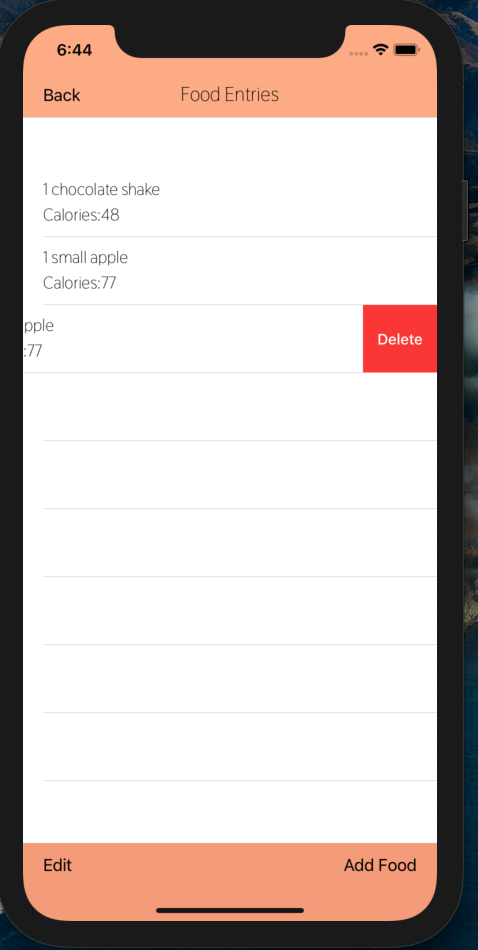 6:44
Back Food Entries
1 chocolate shake
Calories:48
1 small apple
Calories:77
pple
:77
Delete
Edit Add Food